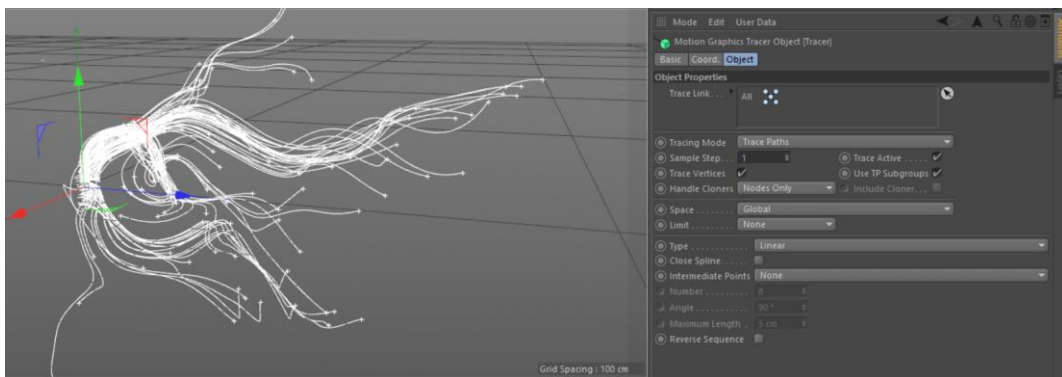 Mode Edit User Data
Motion Graphics Tracer Object [Tracer]
Basic Coord. Object
Object Properties
Trace Link. . . AR
Tracing Mode Trace Paths
Sample Step. . . 1 Trace Active . . . . .
Trace Vertices Use TP Subgroups
Handle Cloners Nodes Only Include Cloner. . .
Space . . . . . . . . Global
Limit . . . . . . . . None
Type . . . . . . . . . . . Linear
Close Spline. . . . . .
Intermediate Points None
Number . . . . . . . . . 8
Angle . . . . . . . . . . . 90 °
Maximum Length . 5 cm
Reverse Sequence
Grid Spacing : 100 cm